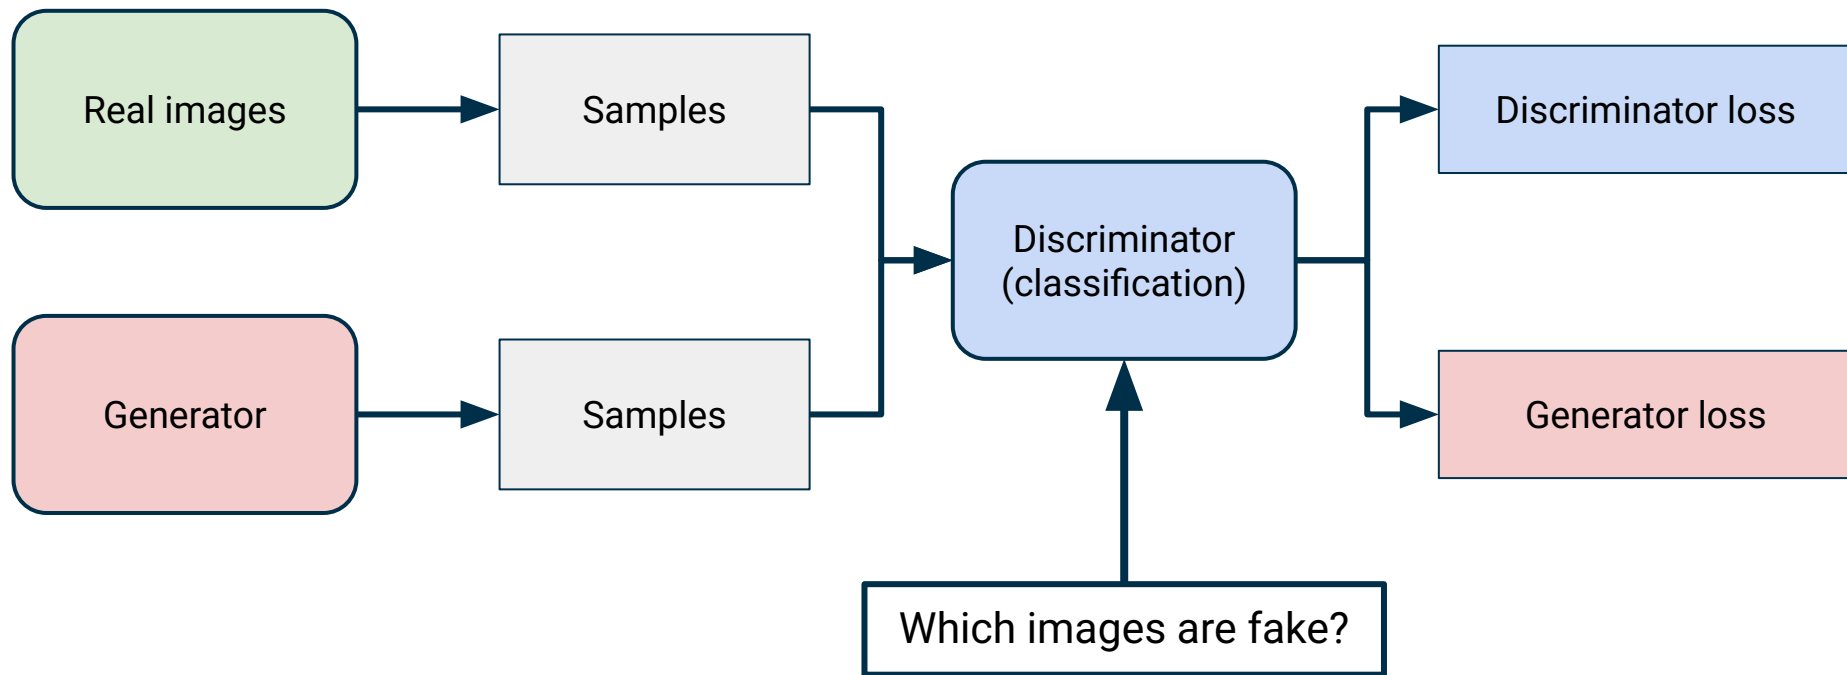 Real images
Samples
Discriminator loss
Discriminator
(classification)
Generator
Samples
Generator loss
Which images are fake?